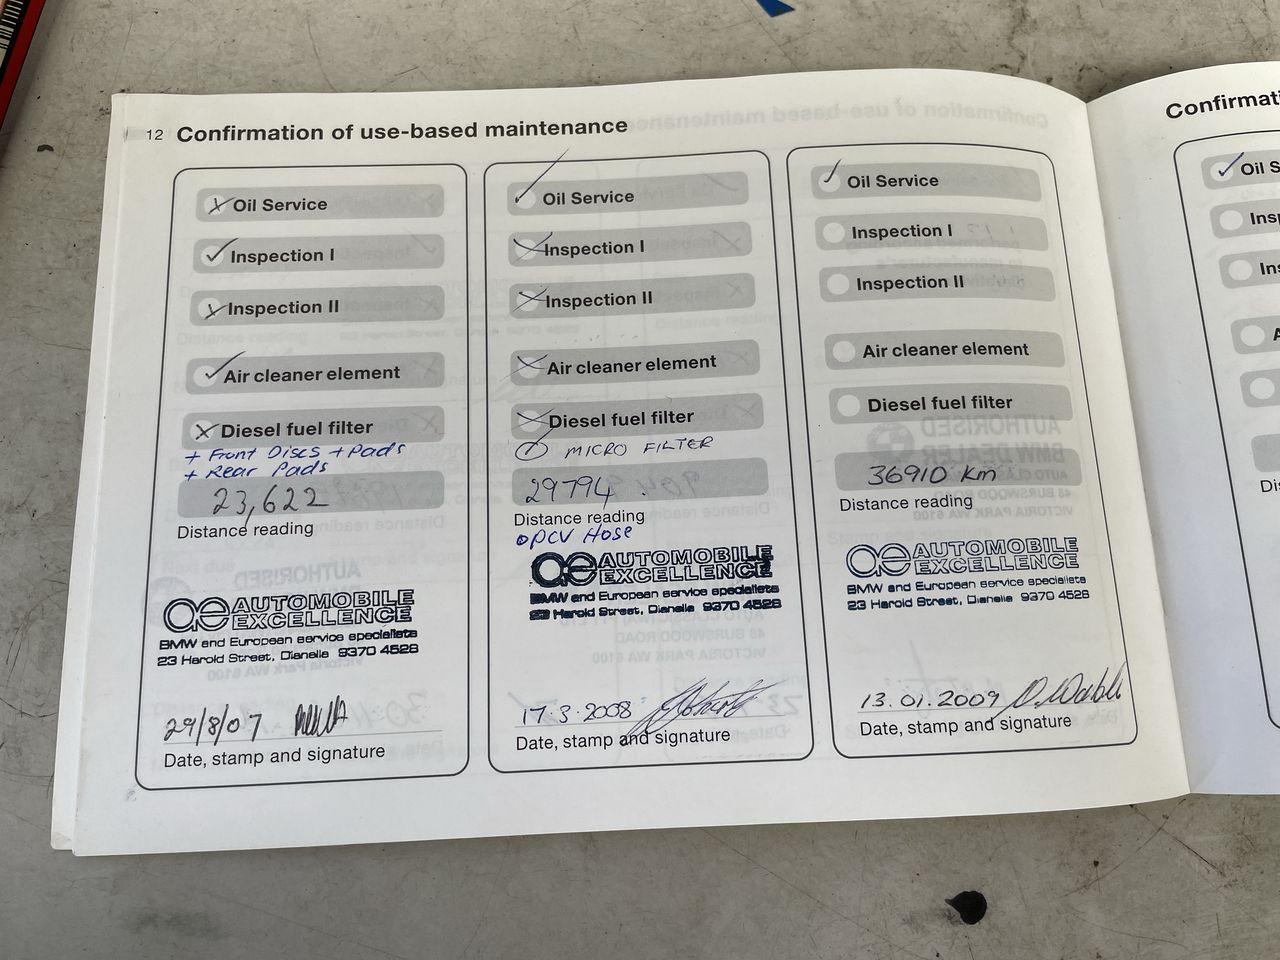 12 Confirmation of use-based maintenance
Oil Service
Inspection I
Inspection II
Air cleaner element
Diesel fuel filter
+ Front Discs + Pads
+ Rear Pads
23,622
Distance reading
ae AUTOMOBILE
EXCELLENCE
BMW and European service specialists
23 Harold Street, Dianella 9370 4528
29/8/07
Date, stamp and signature
Oil Service
Inspection I
Inspection II
Air cleaner element
Diesel fuel filter
MICRO FILTER
29794
Distance reading
PCV Hose
ae AUTOMOBILE
EXCELLENCE
BMW and European service specialists
23 Harold Street, Dianella 9370 4528
17.3.2008
Date, stamp and signature
Oil Service
Inspection I
Inspection II
Air cleaner element
Diesel fuel filter
36910 km
Distance reading
ae AUTOMOBILE
EXCELLENCE
BMW and European service specialists
23 Harold Street, Dianella 9370 4528
13.01.2009
Date, stamp and signature
Confirmati
Oil S
Insp
Ins
A
Dis